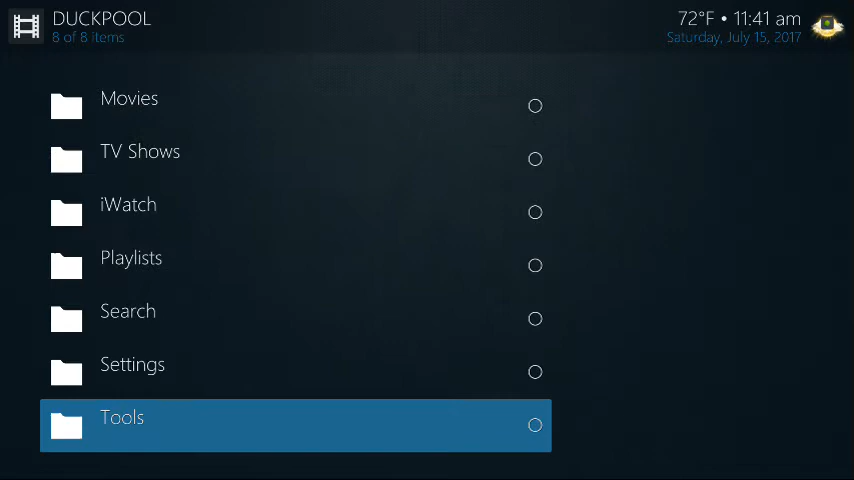 DUCKPOOL
8 of 8 items
72°F • 11:41 am
Saturday, July 15, 2017
Movies
TV Shows
iWatch
Playlists
Search
Settings
Tools